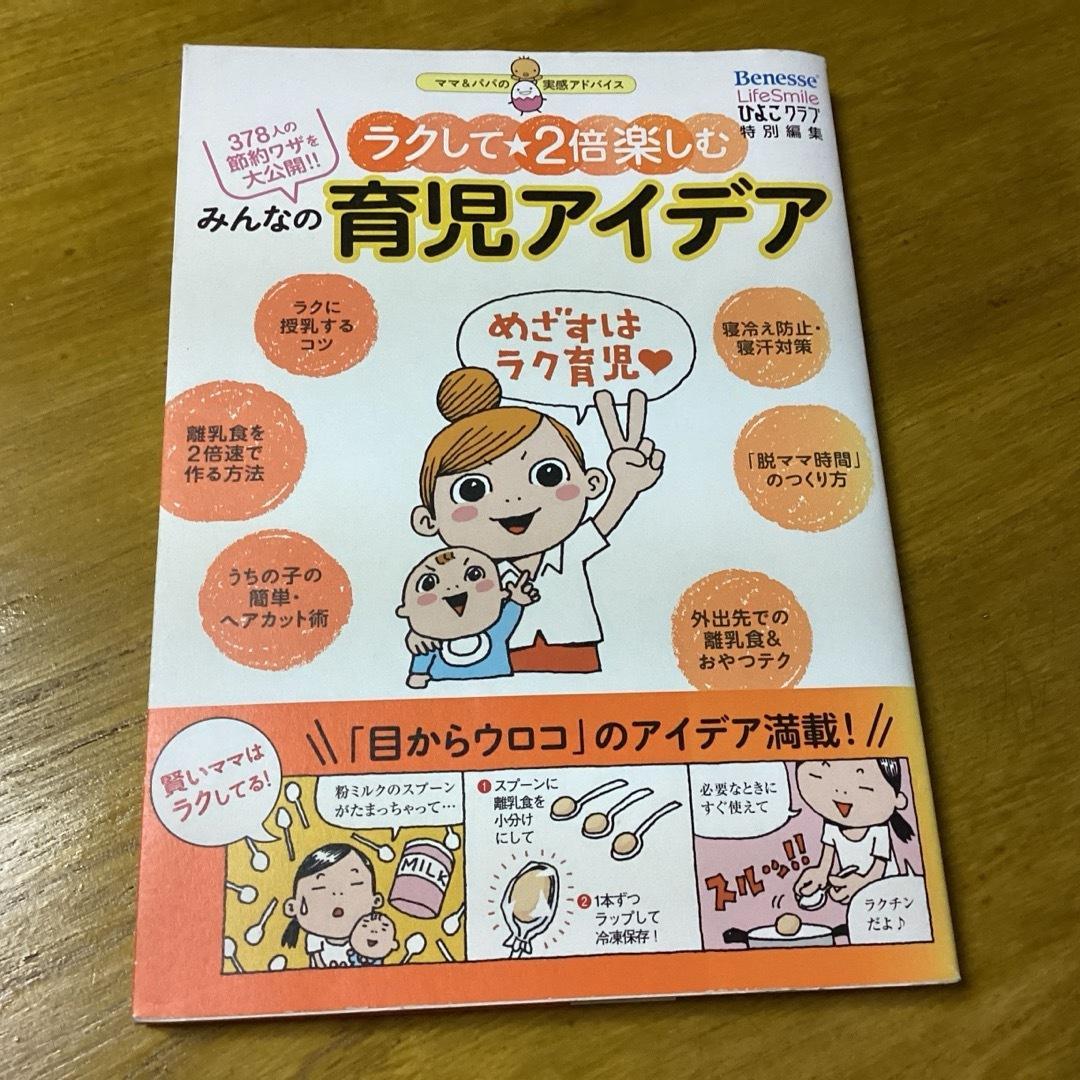 ママ&パパの 実感アドバイス
Benesse®
LifeSmile
ひよこクラブ
特別編集
378人の
節約ワザを
大公開!!
ラクして★2倍楽しむ
みんなの 育児アイデア
ラクに
授乳する
コツ
めざすは
ラク育児♥
寝冷え防止・
寝汗対策
離乳食を
2倍速で
作る方法
「脱ママ時間」
のつくり方
うちの子の
簡単・
ヘアカット術
外出先での
離乳食&
おやつテク
「目からウロコ」のアイデア満載!
賢いママは
ラクしてる!
粉ミルクのスプーン
がたまっちゃって…
MILK
1 スプーンに
離乳食を
小分け
にして
2 1本ずつ
ラップして
冷凍保存!
必要なときに
すぐ使えて
スルッ!!
ラクチン
だよ♪